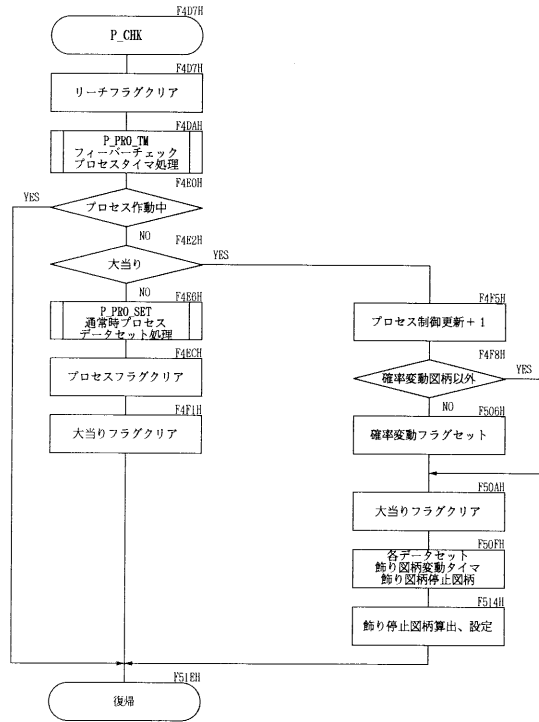 F4D7H
P_CHK
F4D7H
リーチフラグクリア
F4DAH
P_PRO_TM
フィーバーチェック
プロセスタイマ処理
F4E0H
YES
プロセス作動中
NO
F4E2H
大当り
YES
NO
F4E6H
P_PRO_SET
通常時プロセス
データセット処理
F4ECH
プロセスフラグクリア
F4F1H
大当りフラグクリア
F4F5H
プロセス制御更新+1
F4F8H
確率変動図柄以外
YES
NO
F506H
確率変動フラグセット
F50AH
大当りフラグクリア
F50FH
各データセット
飾り図柄変動タイマ
飾り図柄停止図柄
F514H
飾り停止図柄算出、設定
F51EH
復帰